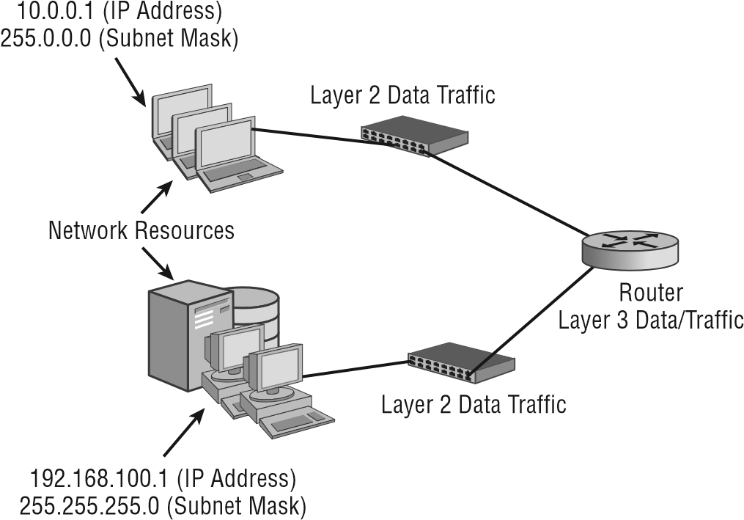 10.0.0.1 (IP Address)
255.0.0.0 (Subnet Mask)
Layer 2 Data Traffic
Network Resources
Router
Layer 3 Data/Traffic
Layer 2 Data Traffic
192.168.100.1 (IP Address)
255.255.255.0 (Subnet Mask)